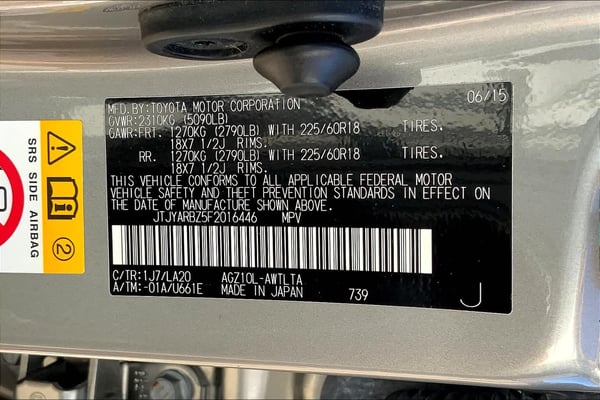 MFD.BY:TOYOTA MOTOR CORPORATION 06/15
GVWR:2310KG (5090LB)
GAWR:FRT. 1270KG (2790LB) WITH 225/60R18 TIRES.
18X7 1/2J RIMS.
RR. 1270KG (2790LB) WITH 225/60R18 TIRES.
18X7 1/2J RIMS.
THIS VEHICLE CONFORMS TO ALL APPLICABLE FEDERAL MOTOR
VEHICLE SAFETY AND THEFT PREVENTION STANDARDS IN EFFECT ON
THE DATE OF MANUFACTURE SHOWN ABOVE.
JTJYARBZ5F2016446 MPV
C/TR:1J7/LA20 AGZ10L-AWTLTA
A/TM:-01A/U661E MADE IN JAPAN 739 J
SRS SIDE AIRBAG
2